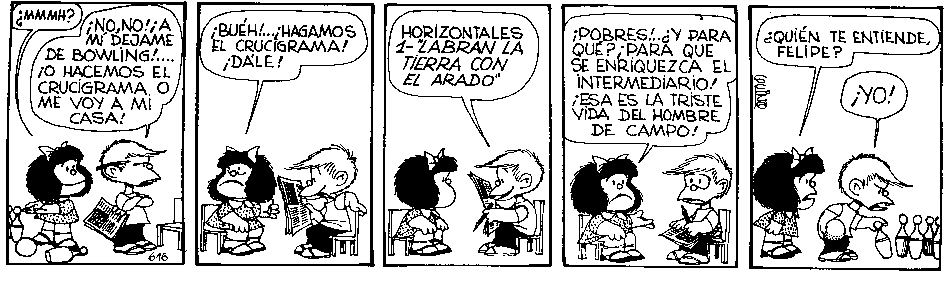 ¿MMMH?
¡NO, NO! ¡A
MÍ DÉJAME
DE BOWLING!....
¡O HACEMOS EL
CRUCIGRAMA, O
ME VOY A MI
CASA!
616
¡BUÉH!...¡HAGAMOS
EL CRUCIGRAMA!
¡DALE!
HORIZONTALES
1-"LABRAN LA
TIERRA CON
EL ARADO"
¡POBRES!..¿Y PARA
QUÉ? ¡PARA QUE
SE ENRIQUEZCA EL
INTERMEDIARIO!
¡ESA ES LA TRISTE
VIDA DEL HOMBRE
DE CAMPO!
¿QUIÉN TE ENTIENDE,
FELIPE?
¡YO!